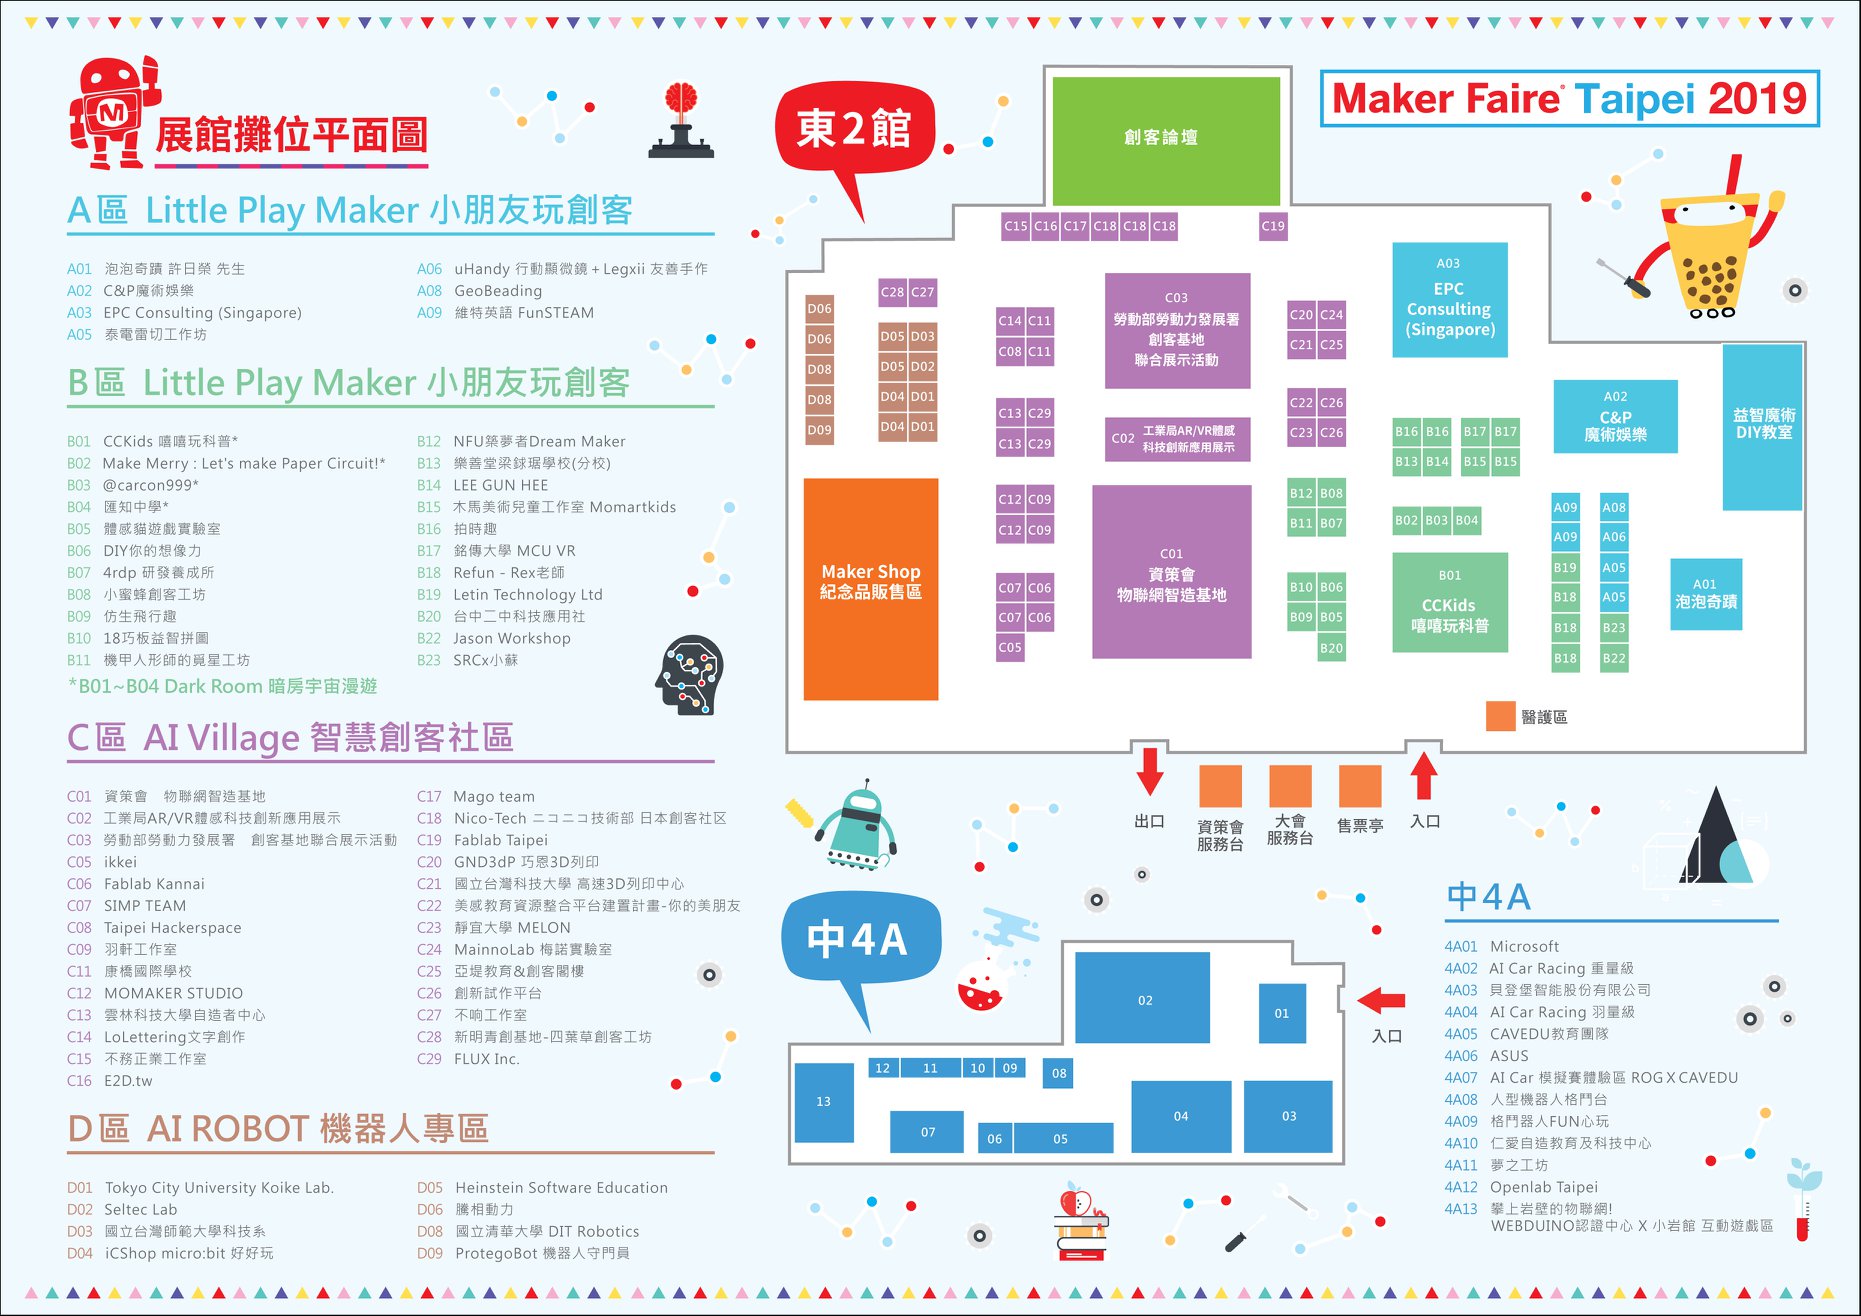 展館攤位平面圖
A區 Little Play Maker 小朋友玩創客
A01 泡泡奇蹟 許日榮 先生
A02 C&P魔術娛樂
A03 EPC Consulting (Singapore)
A05 泰電雷切工作坊
A06 uHandy 行動顯微鏡+Legxii 友善手作
A08 GeoBeading
A09 維特英語 FunSTEAM
B區 Little Play Maker 小朋友玩創客
B01 CCKids 嘻嘻玩科普*
B02 Make Merry : Let's make Paper Circuit!*
B03 @carcon999*
B04 匯知中學*
B05 體感貓遊戲實驗室
B06 DIY你的想像力
B07 4rdp 研發養成所
B08 小蜜蜂創客工坊
B09 仿生飛行趣
B10 18巧板益智拼圖
B11 機甲人形師的覓星工坊
B12 NFU築夢者Dream Maker
B13 樂善堂梁銶琚學校(分校)
B14 LEE GUN HEE
B15 木馬美術兒童工作室 Momartkids
B16 拍時趣
B17 銘傳大學 MCU VR
B18 Refun - Rex老師
B19 Letin Technology Ltd
B20 台中二中科技應用社
B22 Jason Workshop
B23 SRCx小蘇
*B01~B04 Dark Room 暗房宇宙漫遊
C區 AI Village 智慧創客社區
C01 資策會 物聯網智造基地
C02 工業局AR/VR體感科技創新應用展示
C03 勞動部勞動力發展署 創客基地聯合展示活動
C05 ikkei
C06 Fablab Kannai
C07 SIMP TEAM
C08 Taipei Hackerspace
C09 羽軒工作室
C11 康橋國際學校
C12 MOMAKER STUDIO
C13 雲林科技大學自造者中心
C14 LoLettering文字創作
C15 不務正業工作室
C16 E2D.tw
C17 Mago team
C18 Nico-Tech ニコニコ技術部 日本創客社区
C19 Fablab Taipei
C20 GND3dP 巧恩3D列印
C21 國立台灣科技大學 高速3D列印中心
C22 美感教育資源整合平台建置計畫-你的美朋友
C23 靜宜大學 MELON
C24 MainnoLab 梅諾實驗室
C25 亞堤教育&創客閣樓
C26 創新試作平台
C27 不响工作室
C28 新明青創基地-四葉草創客工坊
C29 FLUX Inc.
D區 AI ROBOT 機器人專區
D01 Tokyo City University Koike Lab.
D02 Seltec Lab
D03 國立台灣師範大學科技系
D04 iCShop micro:bit 好好玩
D05 Heinstein Software Education
D06 騰相動力
D08 國立清華大學 DIT Robotics
D09 ProtegoBot 機器人守門員
東2館
Maker Faire Taipei 2019
創客論壇
C15 C16 C17 C18 C18 C18 C19
C28 C27
D06
D06
D08
D08
D09
D05 D03
D05 D02
D04 D01
D04 D01
C14 C11
C08 C11
C13 C29
C13 C29
C12 C09
C12 C09
C07 C06
C07 C06
C05
C03
勞動部勞動力發展署
創客基地
聯合展示活動
C02 工業局AR/VR體感
科技創新應用展示
C01
資策會
物聯網智造基地
Maker Shop
紀念品販售區
C20 C24
C21 C25
C22 C26
C23 C26
B12 B08
B11 B07
B10 B06
B09 B05
B20
A03
EPC
Consulting
(Singapore)
B16 B16 B17 B17
B13 B14 B15 B15
B02 B03 B04
B01
CCKids
嘻嘻玩科普
A02
C&P
魔術娛樂
益智魔術
DIY教室
A09 A08
A09 A06
B19 A05
B18 A05
B18 B23
B18 B22
A01
泡泡奇蹟
醫護區
出口
資策會
服務台
大會
服務台
售票亭
入口
中4A
02
01
入口
12 11 10 09 08
13
07
06 05
04
03
中4A
4A01 Microsoft
4A02 AI Car Racing 重量級
4A03 貝登堡智能股份有限公司
4A04 AI Car Racing 羽量級
4A05 CAVEDU教育團隊
4A06 ASUS
4A07 AI Car 模擬賽體驗區 ROG X CAVEDU
4A08 人型機器人格鬥台
4A09 格鬥器人FUN心玩
4A10 仁愛自造教育及科技中心
4A11 夢之工坊
4A12 Openlab Taipei
4A13 攀上岩壁的物聯網!
WEBDUINO認證中心 X 小岩館 互動遊戲區